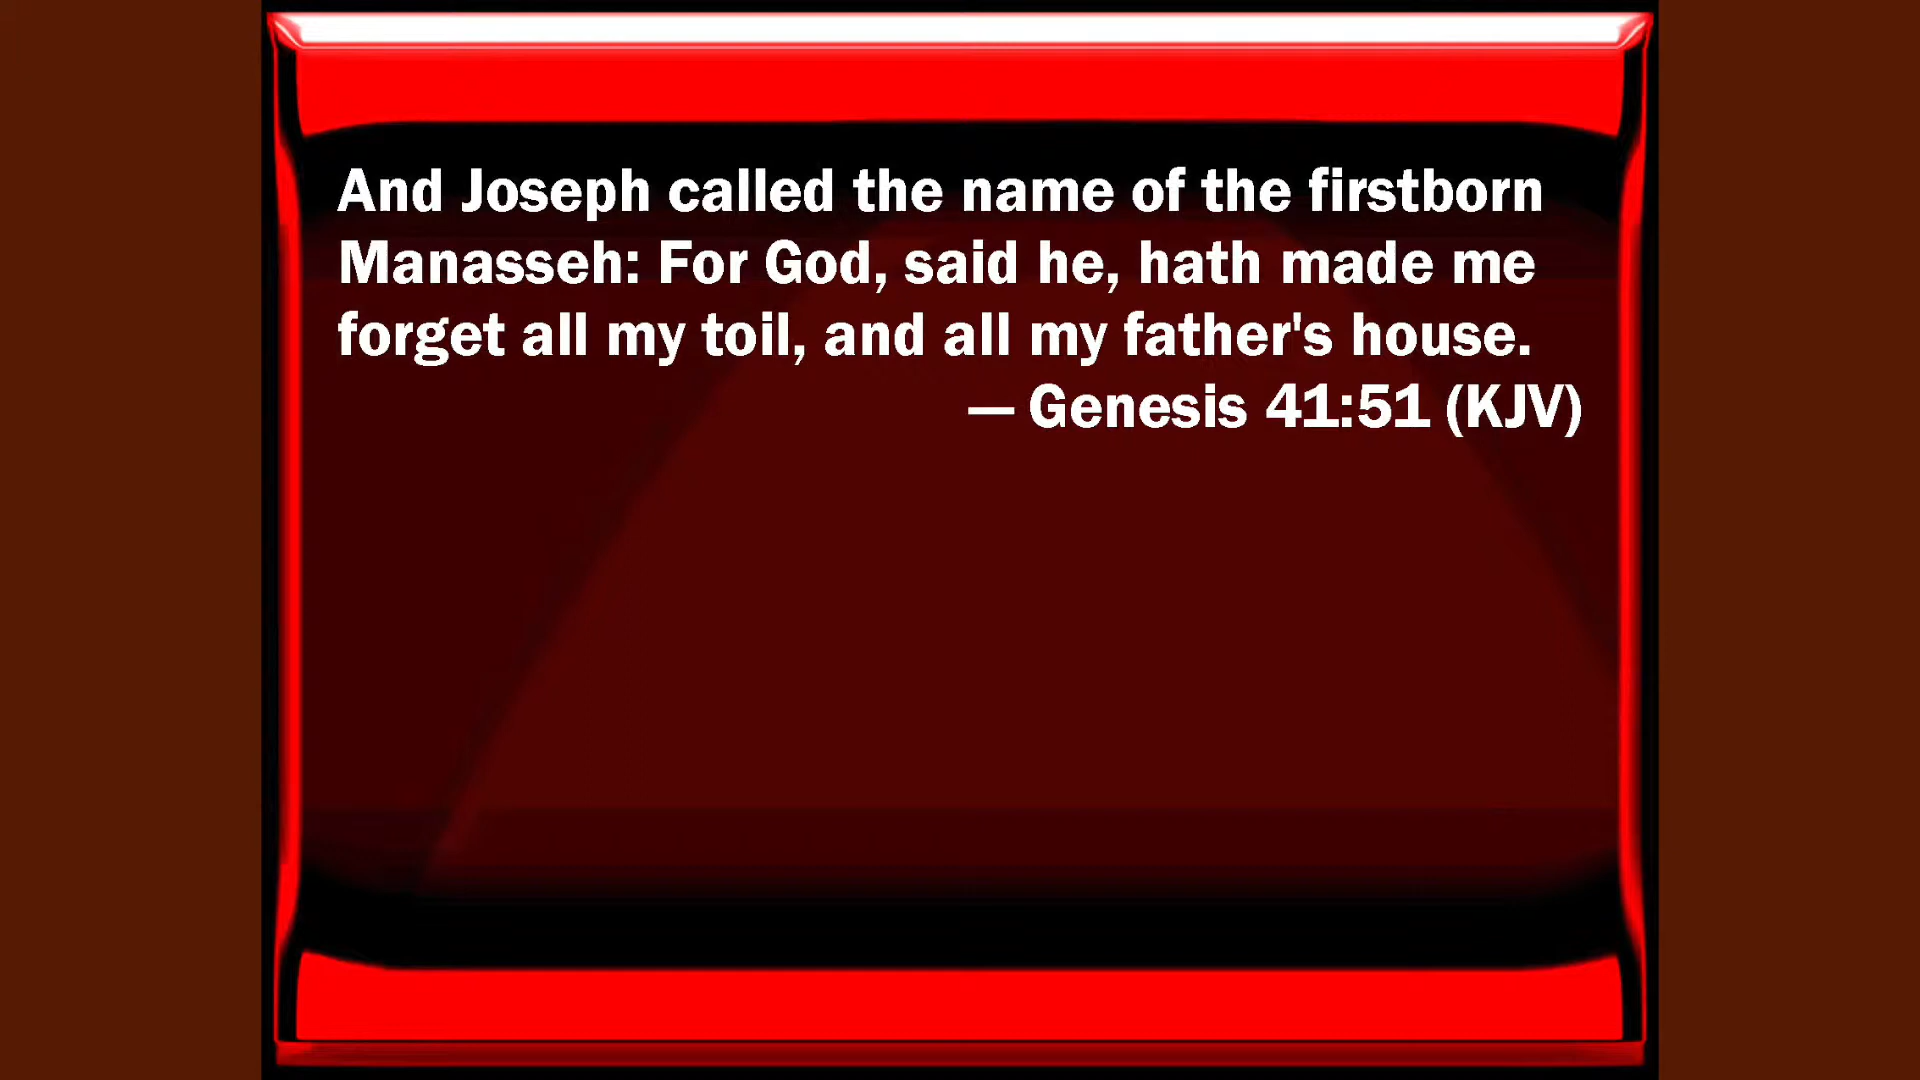 And Joseph called the name of the firstborn
Manasseh: For God, said he, hath made me
forget all my toil, and all my father's house.
— Genesis 41:51 (KJV)